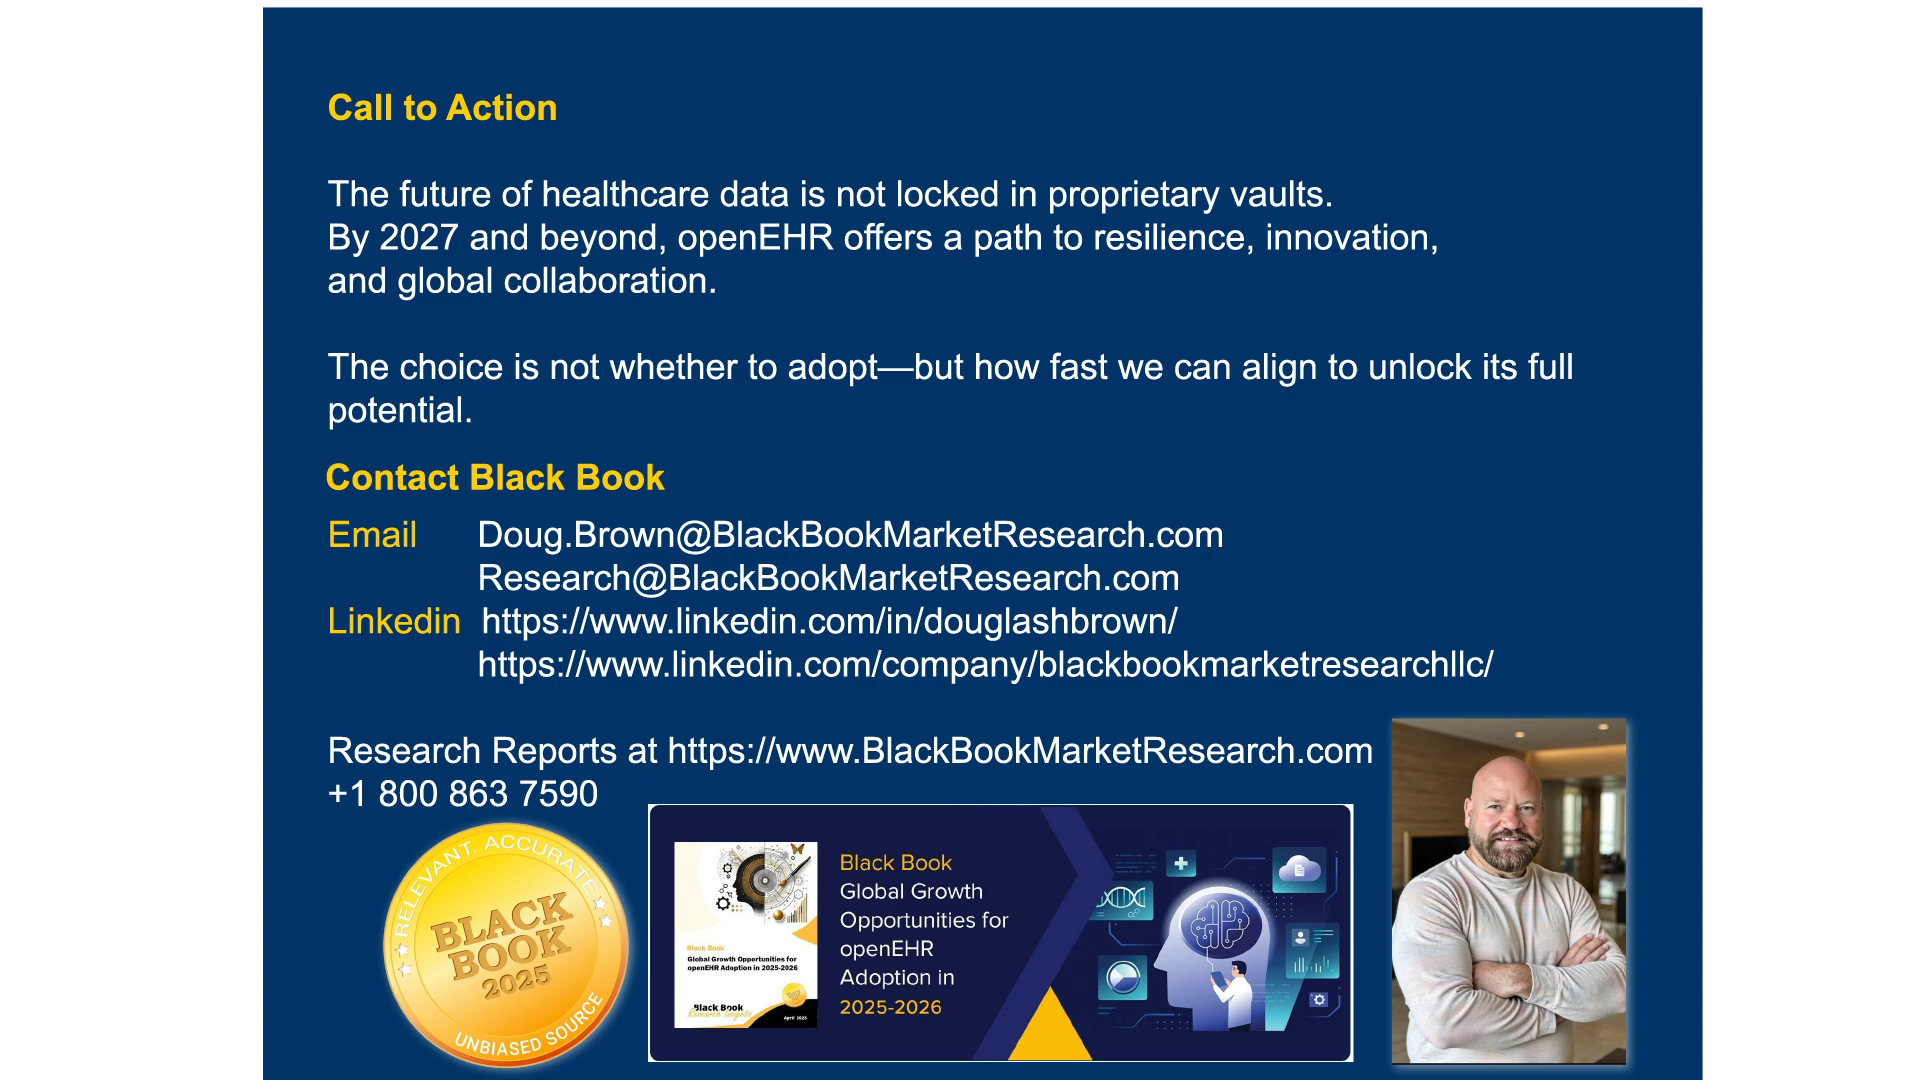 Call to Action
The future of healthcare data is not locked in proprietary vaults.
By 2027 and beyond, openEHR offers a path to resilience, innovation,
and global collaboration.
The choice is not whether to adopt—but how fast we can align to unlock its full
potential.
Contact Black Book
Email Doug.Brown@BlackBookMarketResearch.com
Research@BlackBookMarketResearch.com
Linkedin https://www.linkedin.com/in/douglashbrown/
https://www.linkedin.com/company/blackbookmarketresearchllc/
Research Reports at https://www.BlackBookMarketResearch.com
+1 800 863 7590
RELEVANT. ACCURATE.
BLACK
BOOK
2025
UNBIASED SOURCE
Black Book
Global Growth Opportunities for
openEHR Adoption in 2025-2026
Black Book
Research Insights
April 2025
Black Book
Global Growth
Opportunities for
openEHR
Adoption in
2025-2026